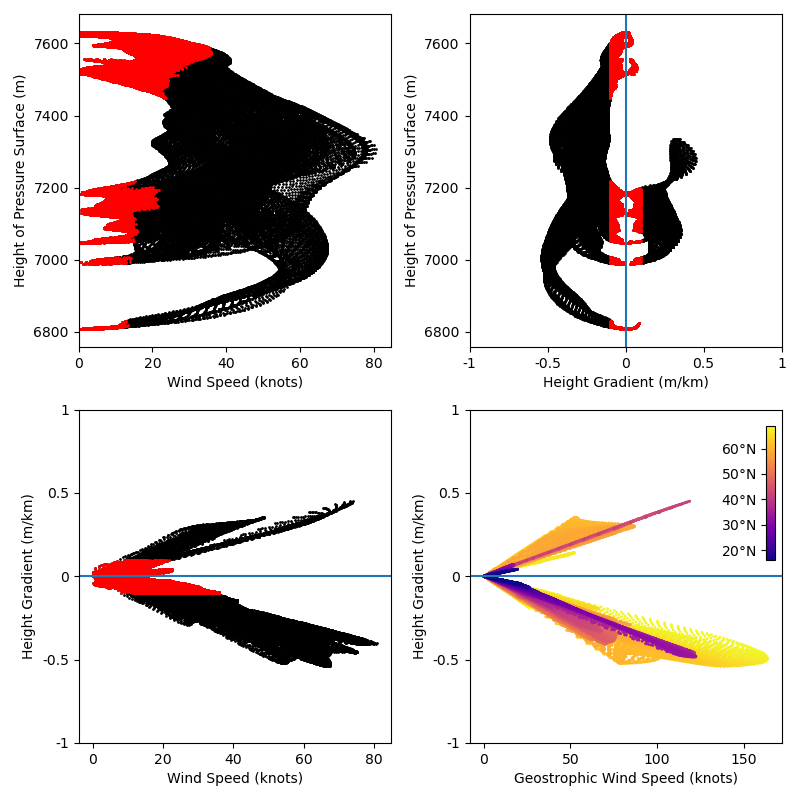 7600
7400
7200
7000
6800
Height of Pressure Surface (m)
0 20 40 60 80
Wind Speed (knots)
7600
7400
7200
7000
6800
Height of Pressure Surface (m)
-1 -0.5 0 0.5 1
Height Gradient (m/km)
1
0.5
0
-0.5
-1
Height Gradient (m/km)
0 20 40 60 80
Wind Speed (knots)
1
0.5
0
-0.5
-1
Height Gradient (m/km)
60°N
50°N
40°N
30°N
20°N
0 50 100 150
Geostrophic Wind Speed (knots)